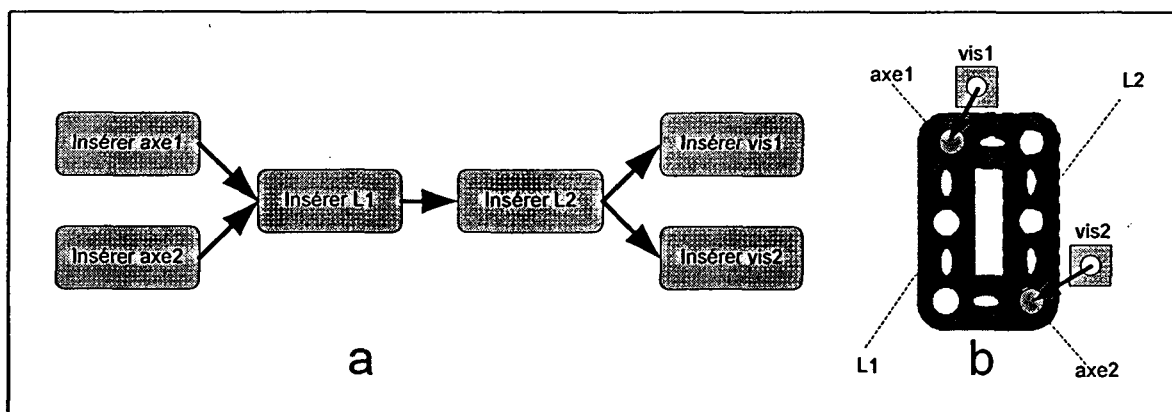 Insérer axe1
Insérer axe2
Insérer L1
Insérer L2
Insérer vis1
Insérer vis2
a
axe1
vis1
L2
vis2
L1
axe2
b